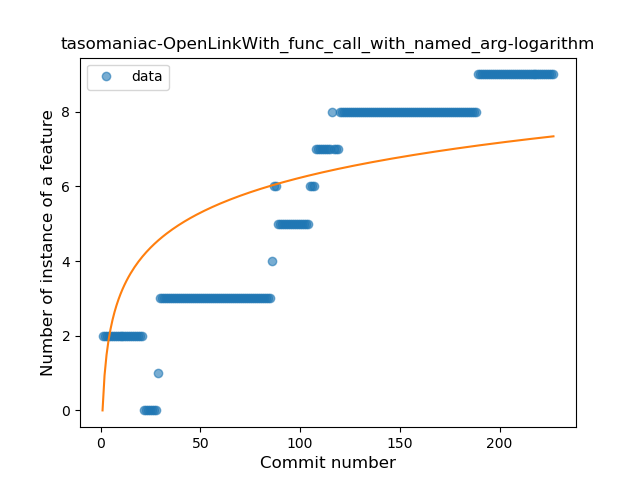 tasomaniac-OpenLinkWith_func_call_with_named_arg-logarithm
data
Number of instance of a feature
8
6
4
2
0
0 50 100 150 200
Commit number